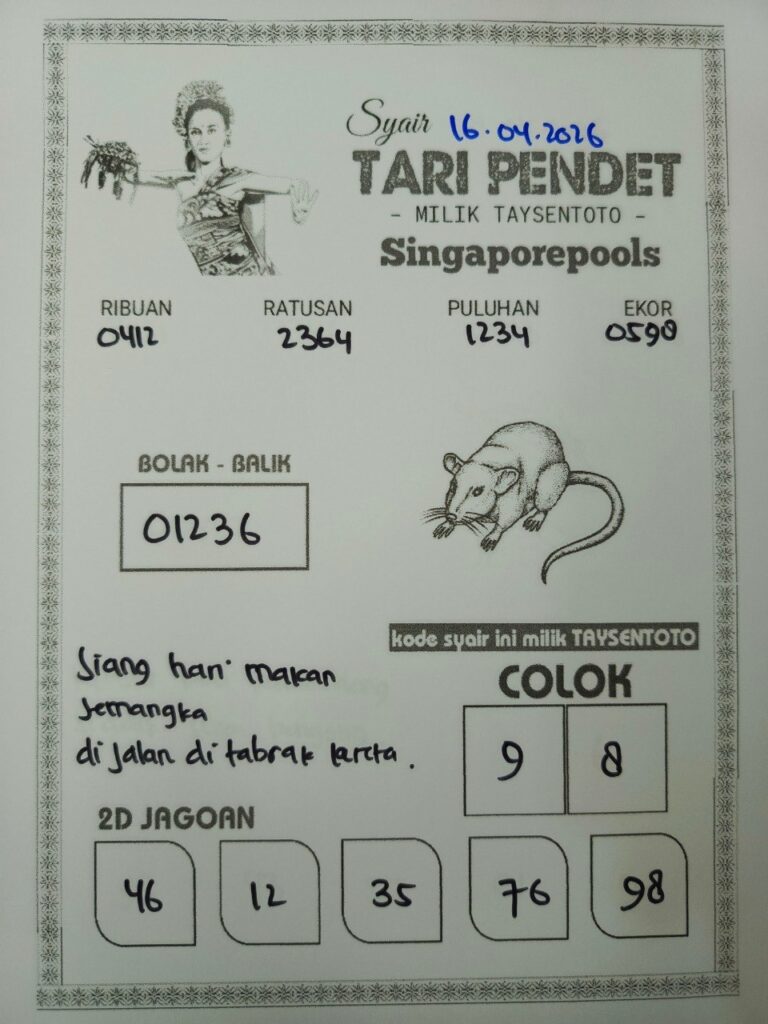 Syair 16.04.2026
TARI PENDET
- MILIK TAYSENTOTO -
Singaporepools
RIBUAN RATUSAN PULUHAN EKOR
0412 2364 1234 0598
BOLAK - BALIK
01236
kode syair ini milik TAYSENTOTO
Siang hari makan
semangka
di jalan di tabrak kereta .
COLOK
9 8
2D JAGOAN
46 12 35 76 98